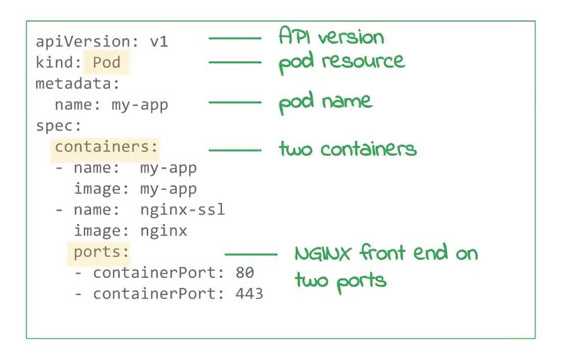 apiVersion: v1 API version
kind: Pod pod resource
metadata:
name: my-app pod name
spec:
containers: two containers
- name: my-app
image: my-app
- name: nginx-ssl
image: nginx
ports: NGINX front end on
- containerPort: 80 two ports
- containerPort: 443